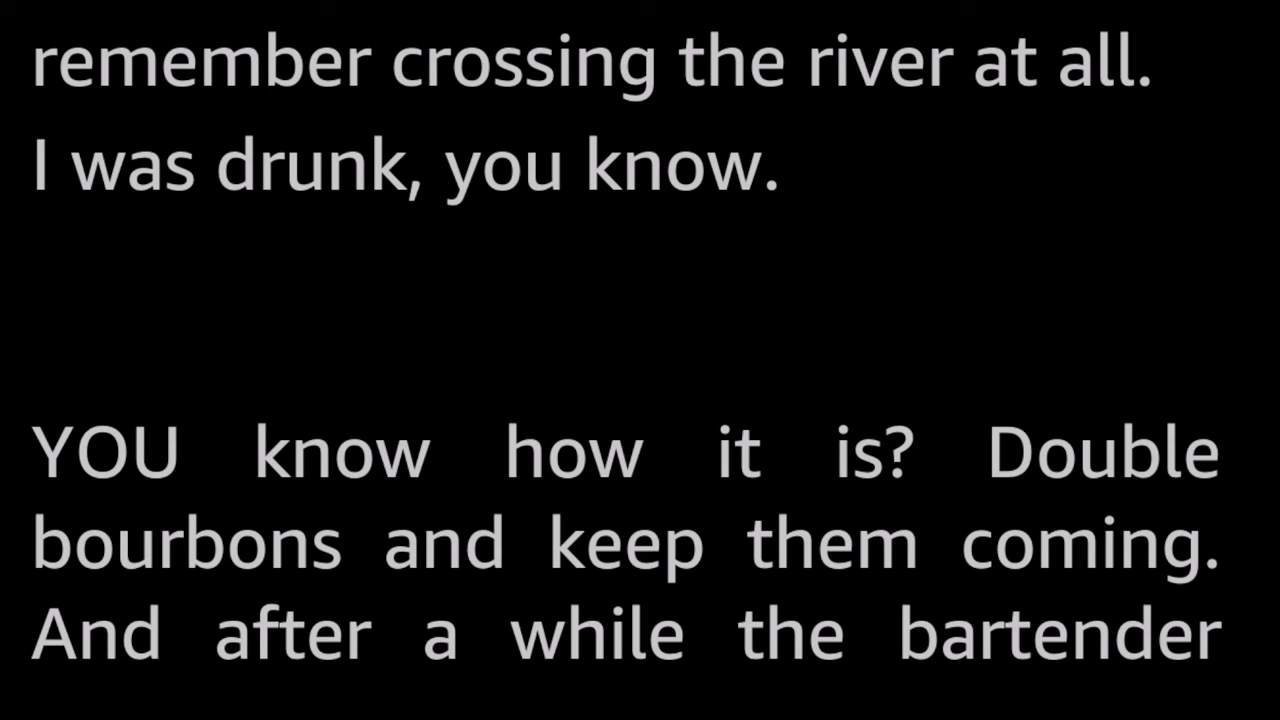 remember crossing the river at all.
I was drunk, you know.
YOU know how it is? Double
bourbons and keep them coming.
And after a while the bartender